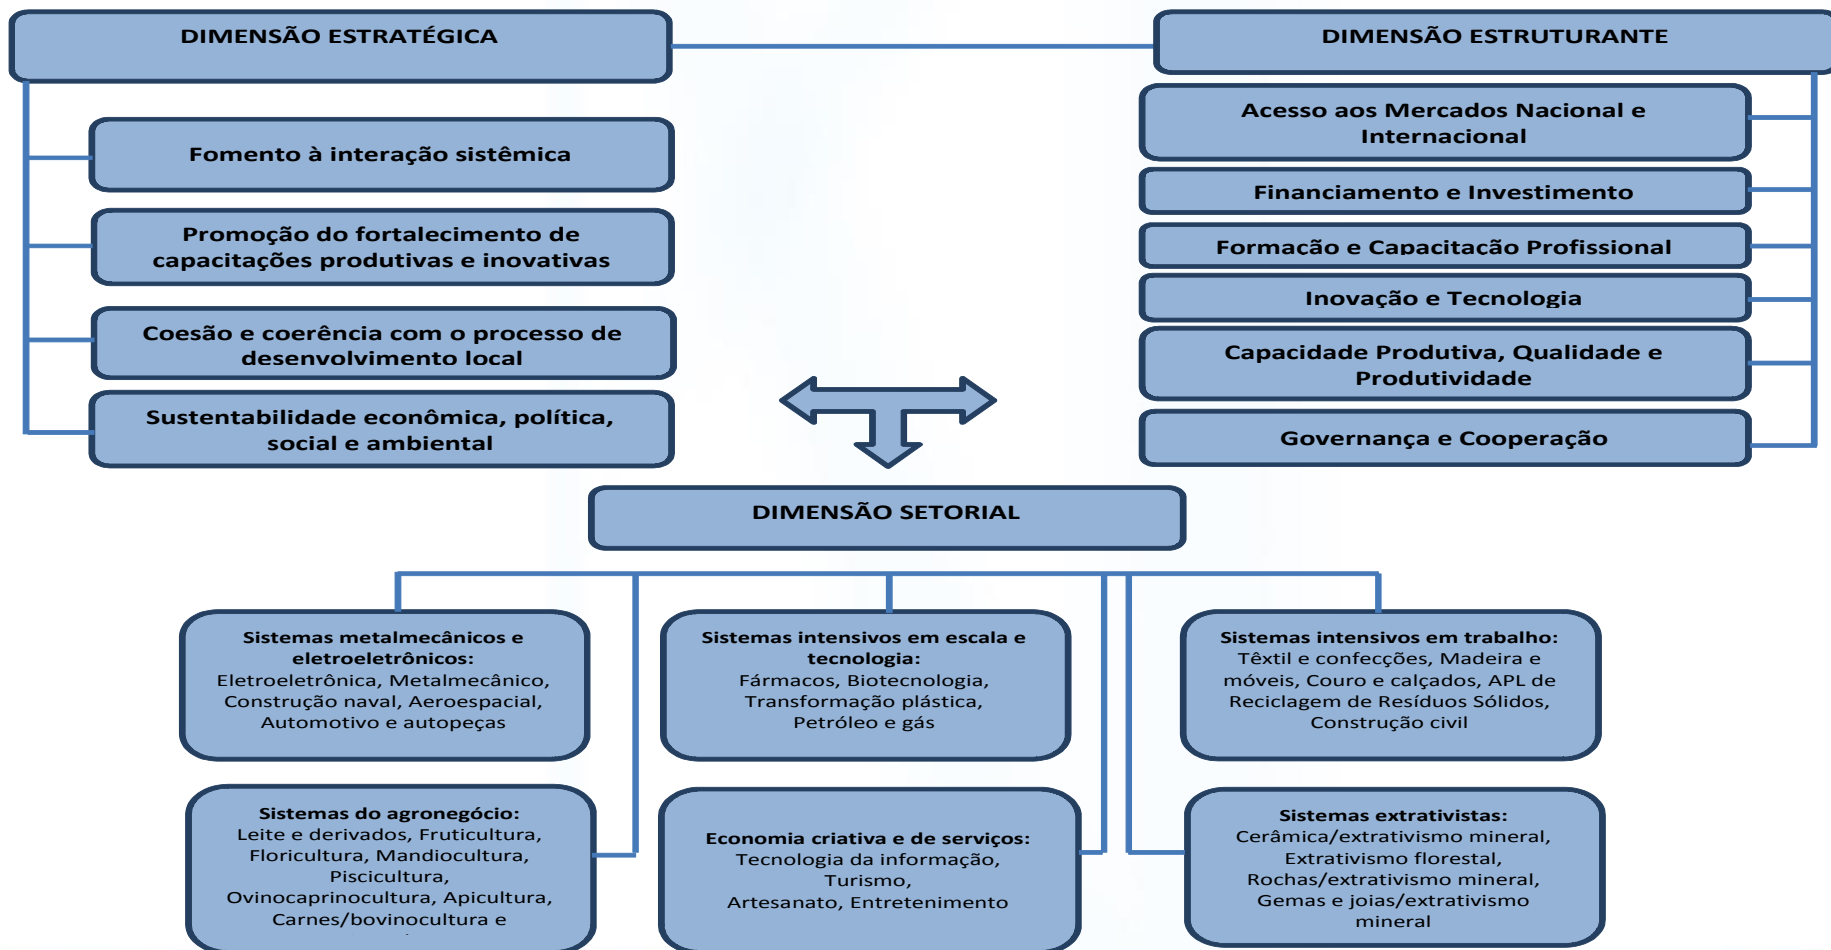 DIMENSÃO ESTRATÉGICA
Fomento à interação sistêmica
Promoção do fortalecimento de
capacitações produtivas e inovativas
Coesão e coerência com o processo de
desenvolvimento local
Sustentabilidade econômica, política,
social e ambiental
DIMENSÃO ESTRUTURANTE
Acesso aos Mercados Nacional e
Internacional
Financiamento e Investimento
Formação e Capacitação Profissional
Inovação e Tecnologia
Capacidade Produtiva, Qualidade e
Produtividade
Governança e Cooperação
DIMENSÃO SETORIAL
Sistemas metalmecânicos e
eletroeletrônicos:
Eletroeletrônica, Metalmecânico,
Construção naval, Aeroespacial,
Automotivo e autopeças
Sistemas intensivos em escala e
tecnologia:
Fármacos, Biotecnologia,
Transformação plástica,
Petróleo e gás
Sistemas intensivos em trabalho:
Têxtil e confecções, Madeira e
móveis, Couro e calçados, APL de
Reciclagem de Resíduos Sólidos,
Construção civil
Sistemas do agronegócio:
Leite e derivados, Fruticultura,
Floricultura, Mandiocultura,
Piscicultura,
Ovinocaprinocultura, Apicultura,
Carnes/bovinocultura e
Economia criativa e de serviços:
Tecnologia da informação,
Turismo,
Artesanato, Entretenimento
Sistemas extrativistas:
Cerâmica/extrativismo mineral,
Extrativismo florestal,
Rochas/extrativismo mineral,
Gemas e joias/extrativismo
mineral